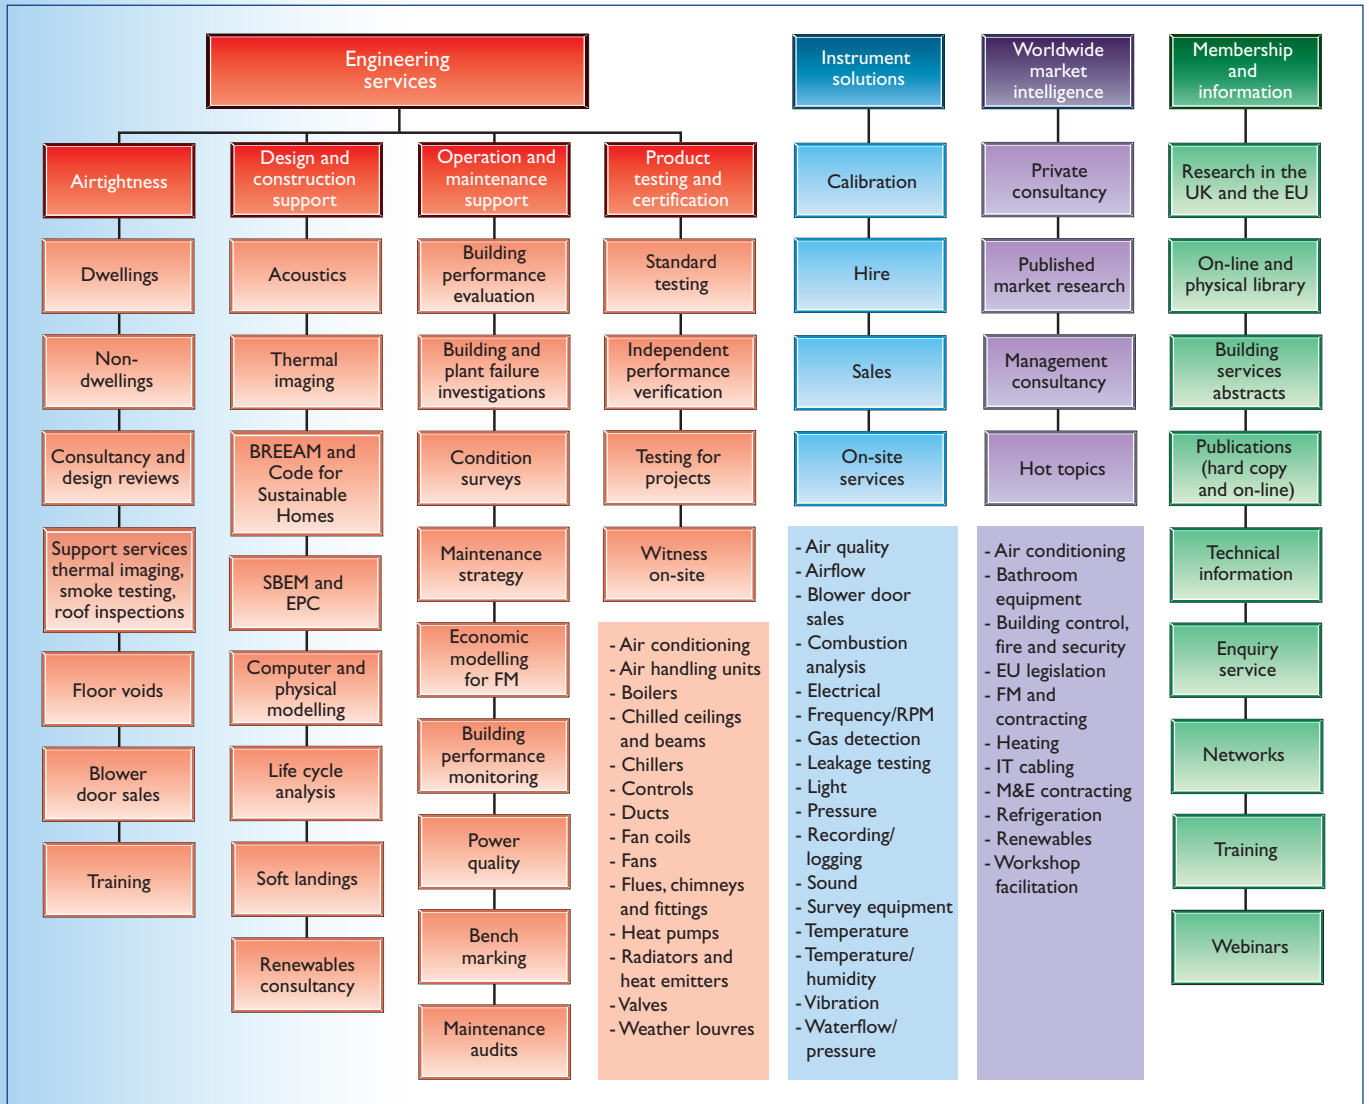 Engineering
services
Airtightness
Dwellings
Non-
dwellings
Consultancy and
design reviews
Support services
thermal imaging,
smoke testing,
roof inspections
Floor voids
Blower
door sales
Training
Design and
construction
support
Acoustics
Thermal
imaging
BREEAM and
Code for
Sustainable
Homes
SBEM and
EPC
Computer and
physical
modelling
Life cycle
analysis
Soft landings
Renewables
consultancy
Operation and
maintenance
support
Building
performance
evaluation
Building and
plant failure
investigations
Condition
surveys
Maintenance
strategy
Economic
modelling
for FM
Building
performance
monitoring
Power
quality
Bench
marking
Maintenance
audits
Product
testing and
certification
Standard
testing
Independent
performance
verification
Testing for
projects
Witness
on-site
- Air conditioning
- Air handling units
- Boilers
- Chilled ceilings
and beams
- Chillers
- Controls
- Ducts
- Fan coils
- Fans
- Flues, chimneys
and fittings
- Heat pumps
- Radiators and
heat emitters
- Valves
- Weather louvres
Instrument
solutions
Calibration
Hire
Sales
On-site
services
- Air quality
- Airflow
- Blower door
sales
- Combustion
analysis
- Electrical
- Frequency/RPM
- Gas detection
- Leakage testing
- Light
- Pressure
- Recording/
logging
- Sound
- Survey equipment
- Temperature
- Temperature/
humidity
- Vibration
- Waterflow/
pressure
Worldwide
market
intelligence
Private
consultancy
Published
market research
Management
consultancy
Hot topics
- Air conditioning
- Bathroom
equipment
- Building control,
fire and security
- EU legislation
- FM and
contracting
- Heating
- IT cabling
- M&E contracting
- Refrigeration
- Renewables
- Workshop
facilitation
Membership
and
information
Research in the
UK and the EU
On-line and
physical library
Building
services
abstracts
Publications
(hard copy
and on-line)
Technical
information
Enquiry
service
Networks
Training
Webinars